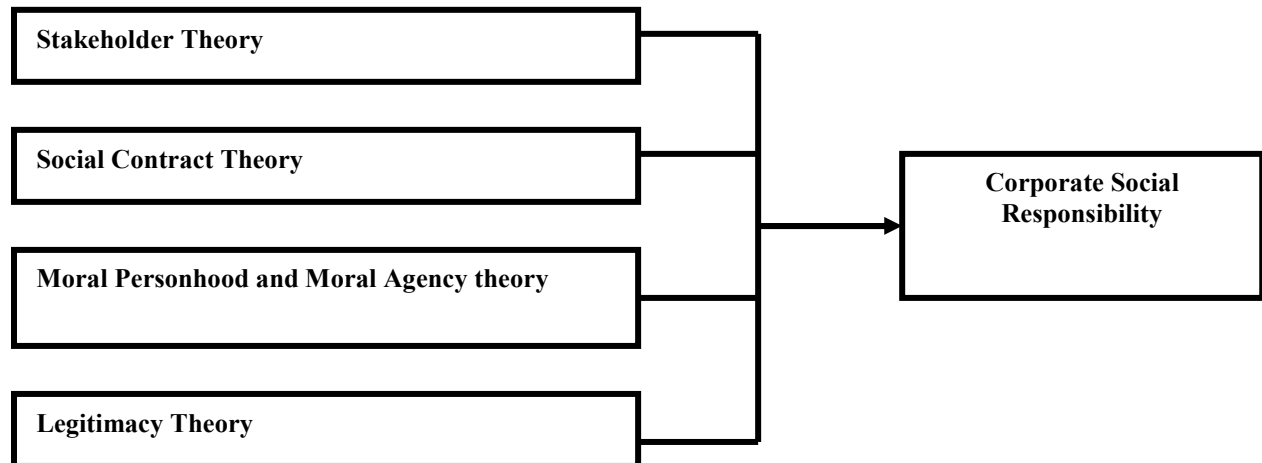 Stakeholder Theory
Social Contract Theory
Moral Personhood and Moral Agency theory
Legitimacy Theory
Corporate Social
Responsibility